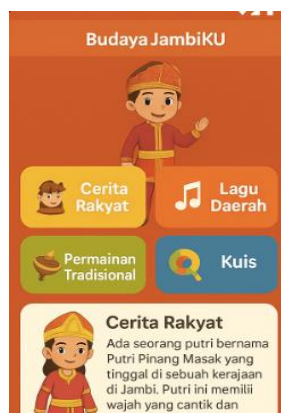 Budaya JambiKU
Cerita
Rakyat
Lagu
Daerah
Permainan
Tradisional
Kuis
Cerita Rakyat
Ada seorang putri bernama
Putri Pinang Masak yang
tinggal di sebuah kerajaan
di Jambi. Putri ini memilii
wajah yang cantik dan